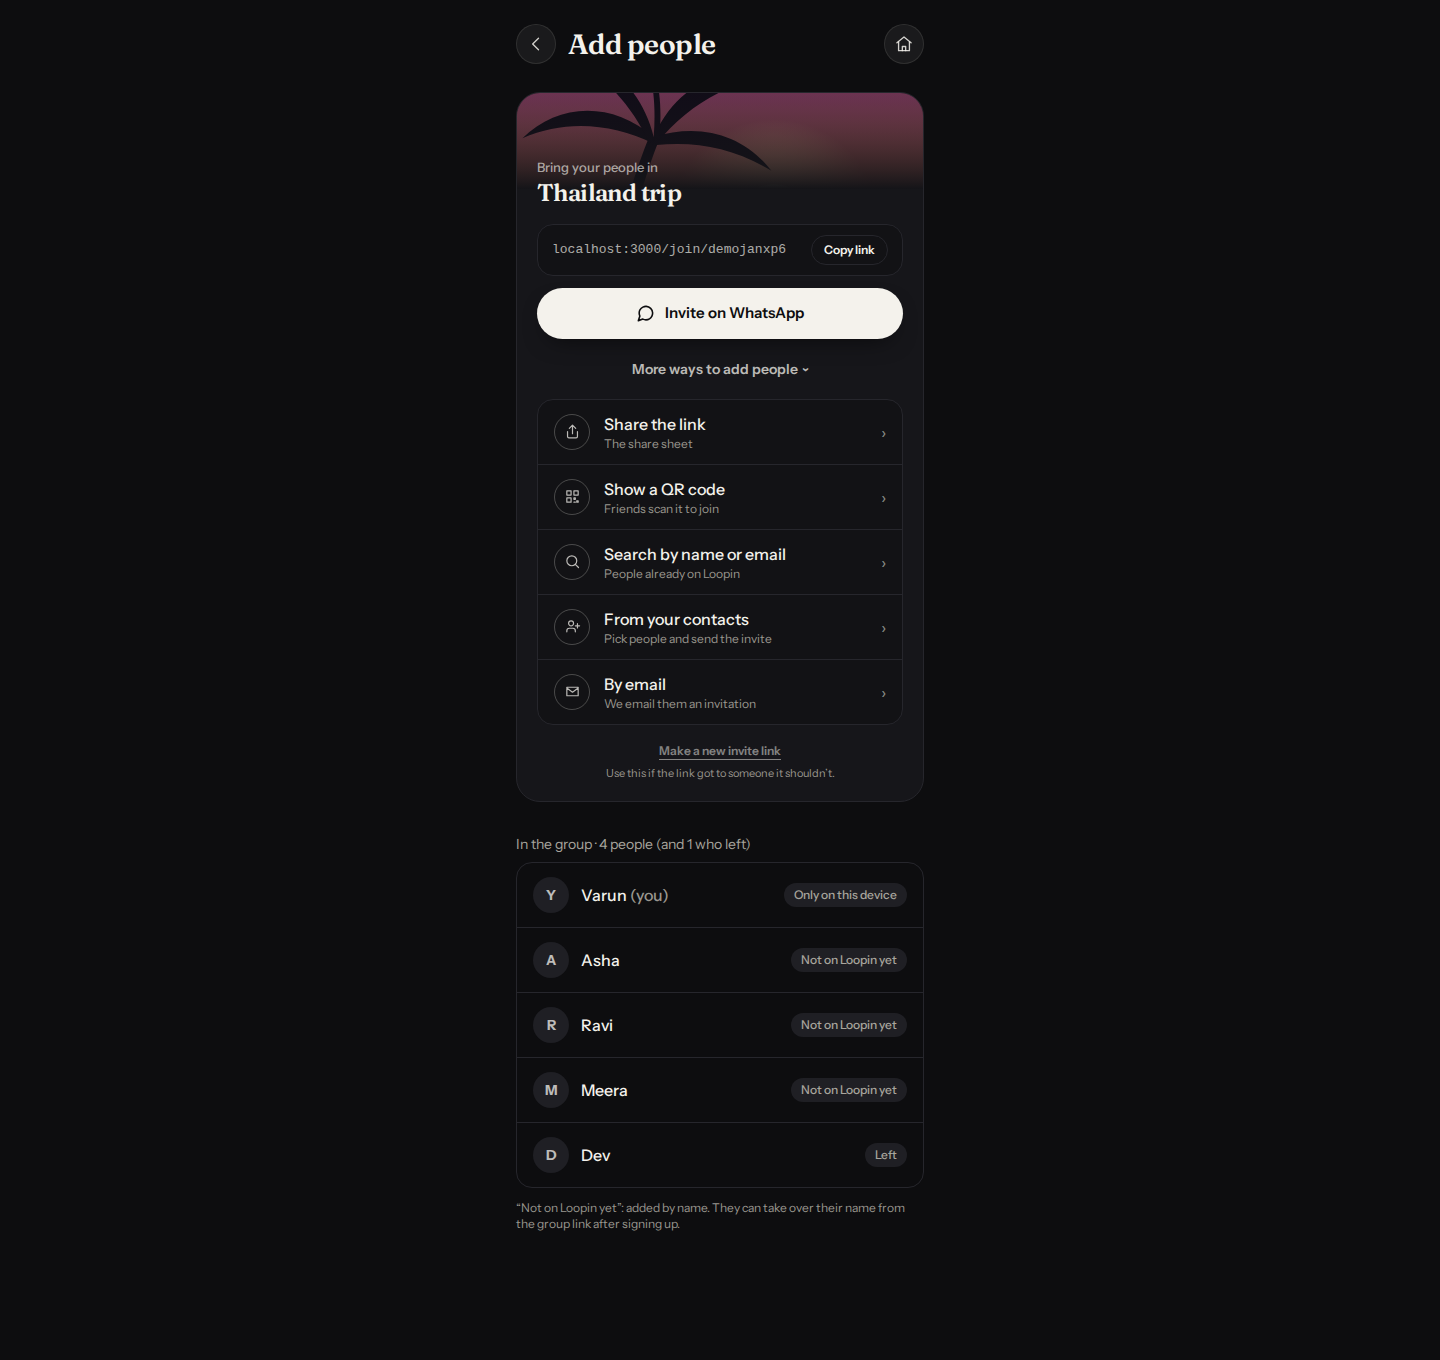 Add people
Bring your people in
Thailand trip
localhost:3000/join/demojanxp6
Copy link
Invite on WhatsApp
More ways to add people
Share the link
The share sheet
Show a QR code
Friends scan it to join
Search by name or email
People already on Loopin
From your contacts
Pick people and send the invite
By email
We email them an invitation
Make a new invite link
Use this if the link got to someone it shouldn't.
In the group · 4 people (and 1 who left)
Y
Varun (you)
Only on this device
A
Asha
Not on Loopin yet
R
Ravi
Not on Loopin yet
M
Meera
Not on Loopin yet
D
Dev
Left
“Not on Loopin yet”: added by name. They can take over their name from
the group link after signing up.